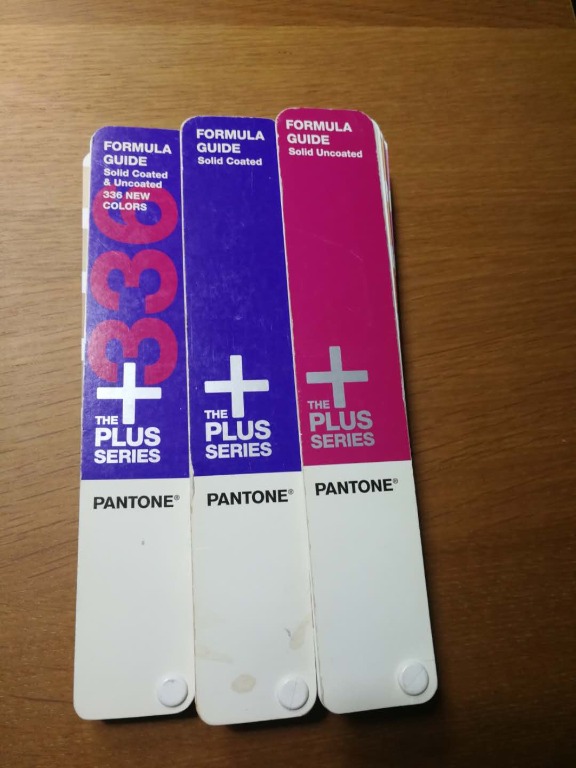 FORMULA
GUIDE
Solid Coated
& Uncoated
336 NEW
COLORS
336
THE
PLUS
SERIES
PANTONE®
FORMULA
GUIDE
Solid Coated
THE
PLUS
SERIES
PANTONE®
FORMULA
GUIDE
Solid Uncoated
THE
PLUS
SERIES
PANTONE®